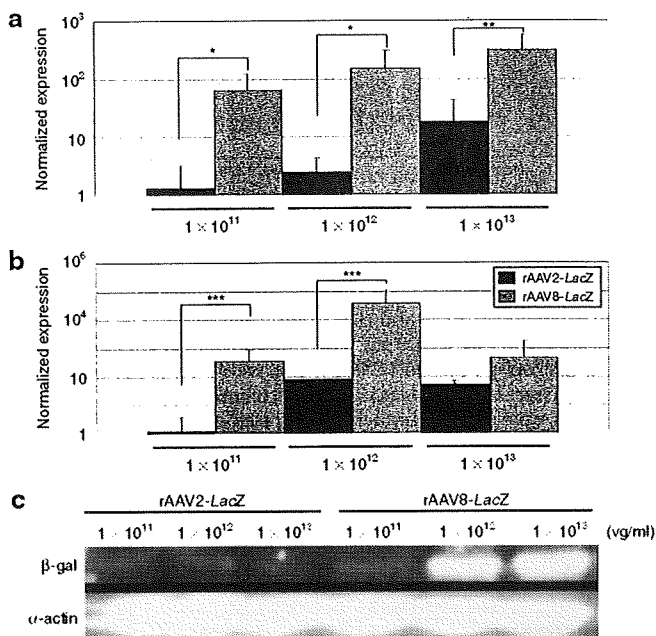 a
Normalized expression
10³
10²
10
1
* * **
1 × 10¹¹ 1 × 10¹² 1 × 10¹³
b
Normalized expression
10⁶
10⁴
10
1
*** ***
rAAV2-LacZ
rAAV8-LacZ
1 × 10¹¹ 1 × 10¹² 1 × 10¹³
c
rAAV2-LacZ rAAV8-LacZ
1 × 10¹¹ 1 × 10¹² 1 × 10¹³ 1 × 10¹¹ 1 × 10¹² 1 × 10¹³ (vg/ml)
β-gal
α-actin